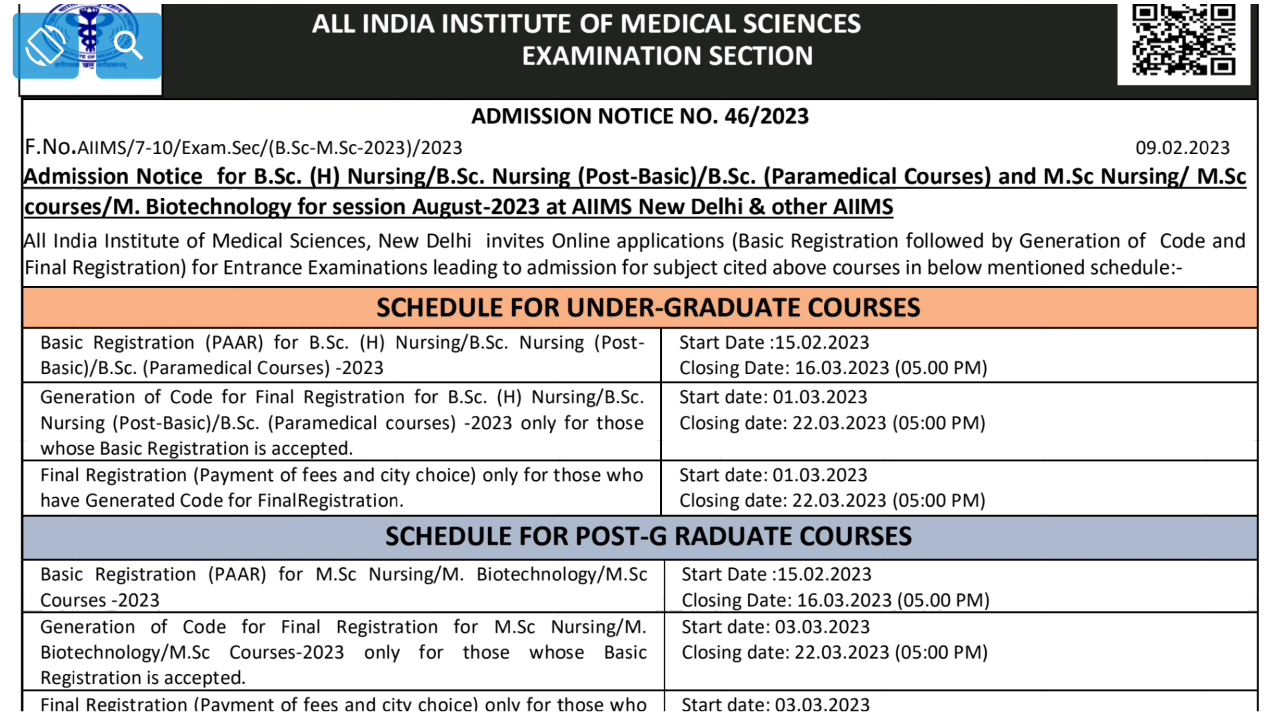 ALL INDIA INSTITUTE OF MEDICAL SCIENCES
EXAMINATION SECTION
ADMISSION NOTICE NO. 46/2023
F.No.AIIMS/7-10/Exam.Sec/(B.Sc-M.Sc-2023)/2023 09.02.2023
Admission Notice for B.Sc. (H) Nursing/B.Sc. Nursing (Post-Basic)/B.Sc. (Paramedical Courses) and M.Sc Nursing/ M.Sc
courses/M. Biotechnology for session August-2023 at AIIMS New Delhi & other AIIMS
All India Institute of Medical Sciences, New Delhi invites Online applications (Basic Registration followed by Generation of Code and
Final Registration) for Entrance Examinations leading to admission for subject cited above courses in below mentioned schedule:-
SCHEDULE FOR UNDER-GRADUATE COURSES
Basic Registration (PAAR) for B.Sc. (H) Nursing/B.Sc. Nursing (Post-
Basic)/B.Sc. (Paramedical Courses) -2023
Start Date :15.02.2023
Closing Date: 16.03.2023 (05.00 PM)
Generation of Code for Final Registration for B.Sc. (H) Nursing/B.Sc.
Nursing (Post-Basic)/B.Sc. (Paramedical courses) -2023 only for those
whose Basic Registration is accepted.
Start date: 01.03.2023
Closing date: 22.03.2023 (05:00 PM)
Final Registration (Payment of fees and city choice) only for those who
have Generated Code for FinalRegistration.
Start date: 01.03.2023
Closing date: 22.03.2023 (05:00 PM)
SCHEDULE FOR POST-G RADUATE COURSES
Basic Registration (PAAR) for M.Sc Nursing/M. Biotechnology/M.Sc
Courses -2023
Start Date :15.02.2023
Closing Date: 16.03.2023 (05.00 PM)
Generation of Code for Final Registration for M.Sc Nursing/M.
Biotechnology/M.Sc Courses-2023 only for those whose Basic
Registration is accepted.
Start date: 03.03.2023
Closing date: 22.03.2023 (05:00 PM)
Final Registration (Payment of fees and city choice) only for those who
Start date: 03.03.2023